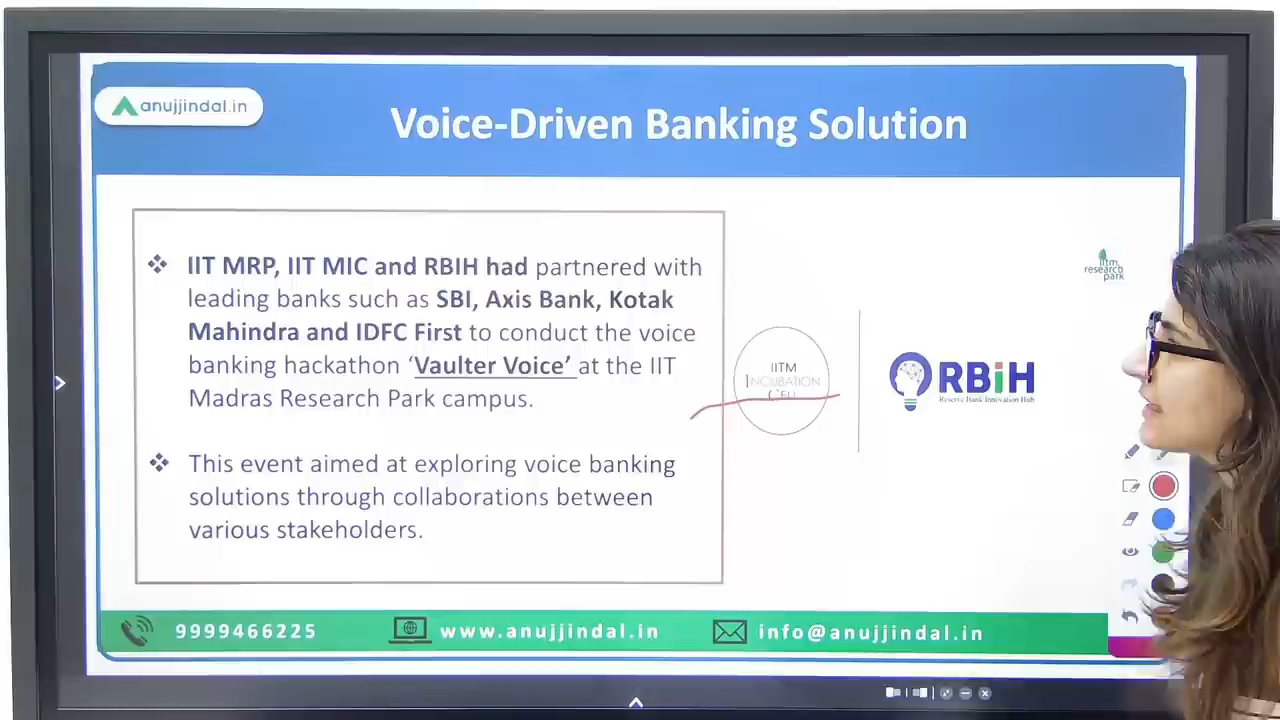 anujjindal.in
Voice-Driven Banking Solution
IIT MRP, IIT MIC and RBIH had partnered with
leading banks such as SBI, Axis Bank, Kotak
Mahindra and IDFC First to conduct the voice
banking hackathon ‘Vaulter Voice’ at the IIT
Madras Research Park campus.
This event aimed at exploring voice banking
solutions through collaborations between
various stakeholders.
IITM
INCUBATION
CELL
RBiH
Reserve Bank Innovation Hub
iitm
research
park
9999466225
www.anujjindal.in
info@anujjindal.in